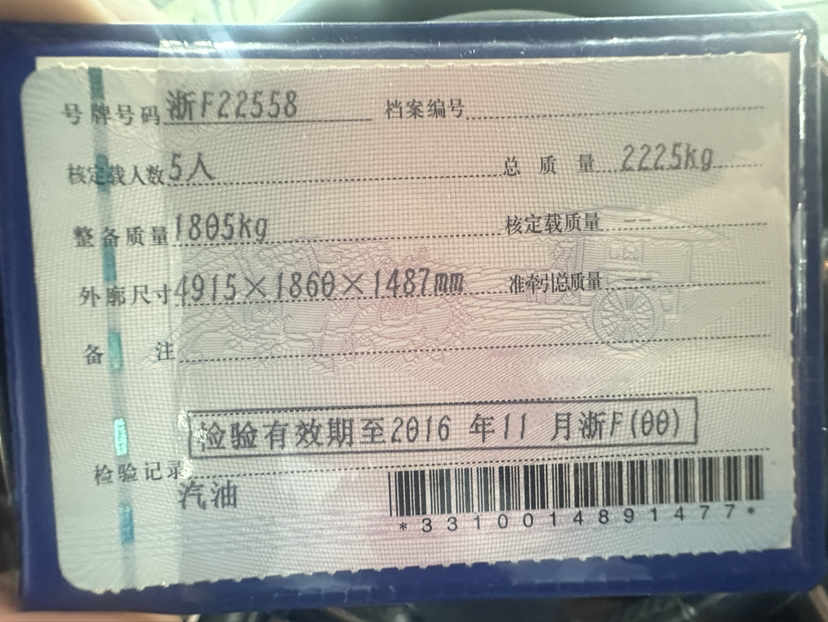 号牌号码 浙F22558 档案编号
核定载人数 5人 总质量 2225kg
整备质量 1805kg 核定载质量 --
外廓尺寸 4915×1860×1487mm 准牵引总质量 --
备注
检验有效期至2016 年11 月浙F(00)
检验记录
汽油
*3310014891477*